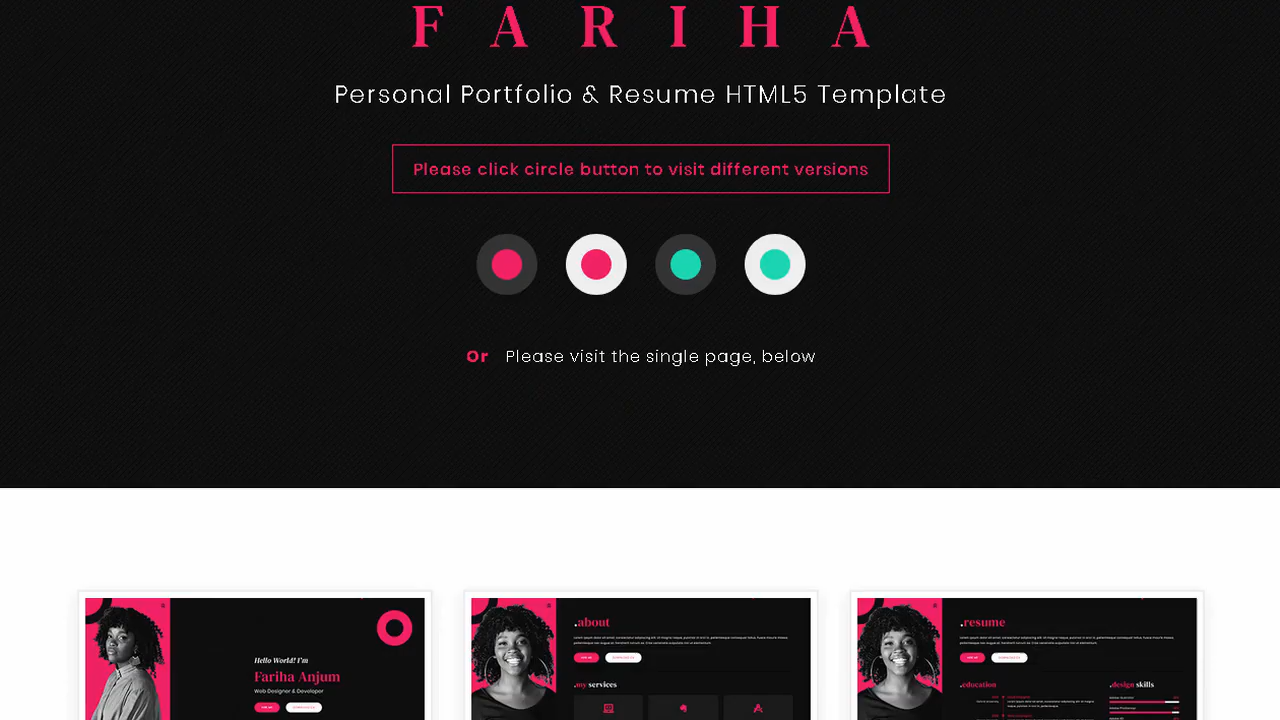 FARIHA
Personal Portfolio & Resume HTML5 Template
Please click circle button to visit different versions
Or Please visit the single page, below
Hello World! I'm
Fariha Anjum
Web Designer & Developer
.about
.my services
.resume
.education
.design skills